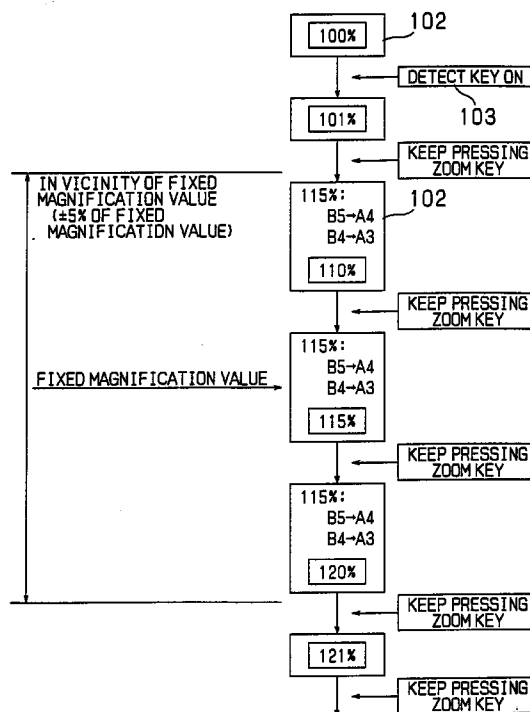 100%
102
DETECT KEY ON
103
101%
KEEP PRESSING
ZOOM KEY
IN VICINITY OF FIXED
MAGNIFICATION VALUE
(±5% OF FIXED
MAGNIFICATION VALUE)
115%:
B5→A4
B4→A3
110%
102
KEEP PRESSING
ZOOM KEY
FIXED MAGNIFICATION VALUE
115%:
B5→A4
B4→A3
115%
KEEP PRESSING
ZOOM KEY
115%:
B5→A4
B4→A3
120%
KEEP PRESSING
ZOOM KEY
121%
KEEP PRESSING
ZOOM KEY